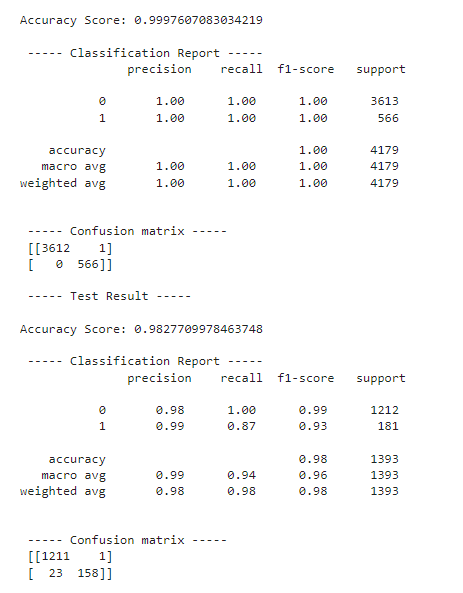 Accuracy Score: 0.9997607083034219
----- Classification Report -----
precision recall f1-score support
0 1.00 1.00 1.00 3613
1 1.00 1.00 1.00 566
accuracy 1.00 4179
macro avg 1.00 1.00 1.00 4179
weighted avg 1.00 1.00 1.00 4179
----- Confusion matrix -----
[[3612 1]
[ 0 566]]
----- Test Result -----
Accuracy Score: 0.9827709978463748
----- Classification Report -----
precision recall f1-score support
0 0.98 1.00 0.99 1212
1 0.99 0.87 0.93 181
accuracy 0.98 1393
macro avg 0.99 0.94 0.96 1393
weighted avg 0.98 0.98 0.98 1393
----- Confusion matrix -----
[[1211 1]
[ 23 158]]